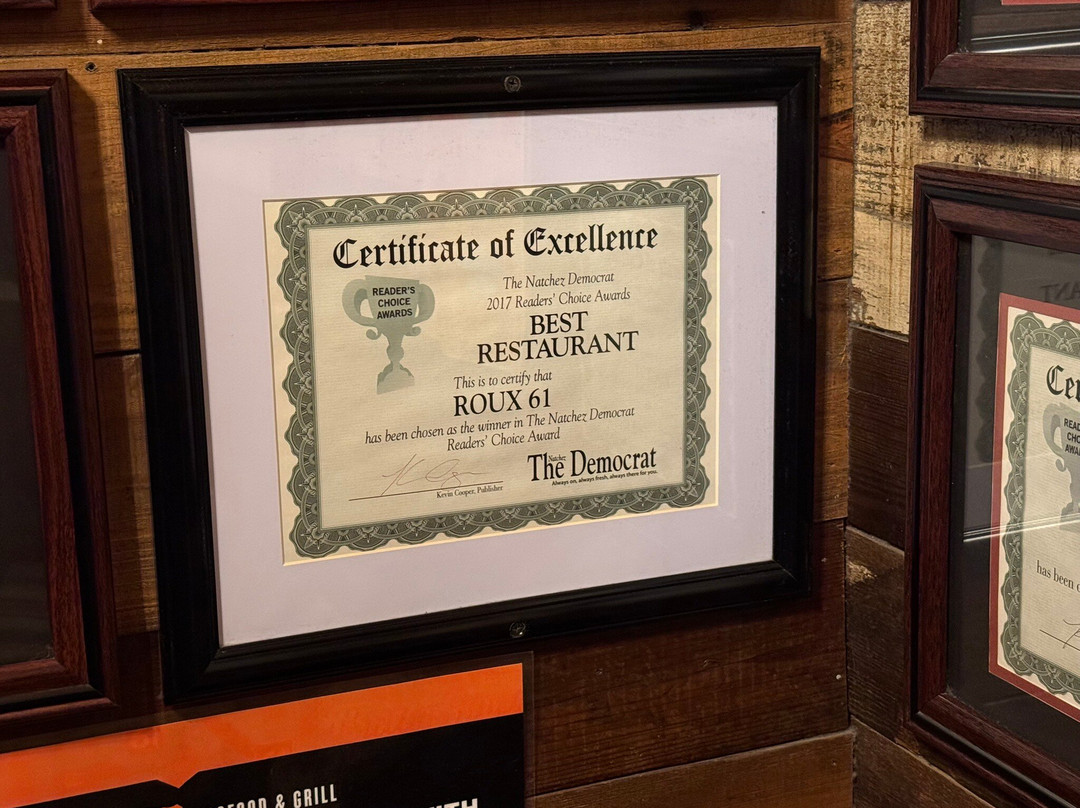 Certificate of Excellence
READER'S
CHOICE
AWARDS
The Natchez Democrat
2017 Readers' Choice Awards
BEST
RESTAURANT
This is to certify that
ROUX 61
has been chosen as the winner in The Natchez Democrat
Readers' Choice Award
Kevin Cooper, Publisher
Natchez
The Democrat
Always on, always fresh, always there for you.
& GRILL
has been